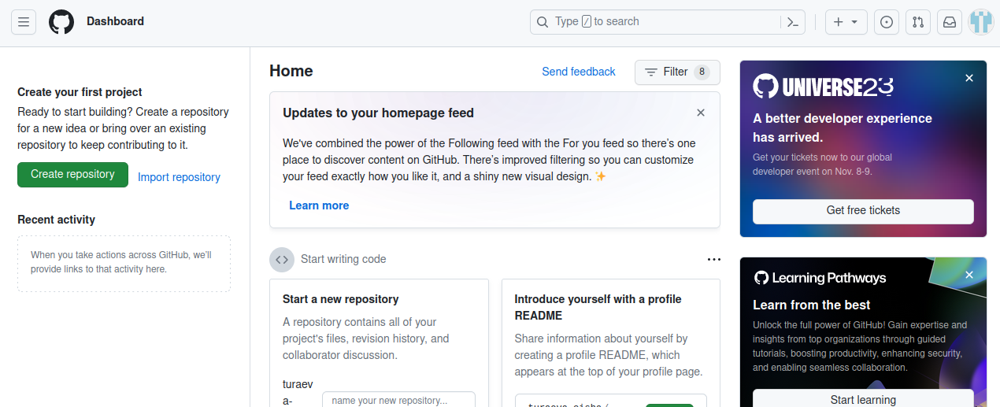 Dashboard
Type / to search
Create your first project
Ready to start building? Create a repository
for a new idea or bring over an existing
repository to keep contributing to it.
Create repository
Import repository
Recent activity
When you take actions across GitHub, we'll
provide links to that activity here.
Home
Send feedback
Filter 8
Updates to your homepage feed
We've combined the power of the Following feed with the For you feed so there's one
place to discover content on GitHub. There's improved filtering so you can customize
your feed exactly how you like it, and a shiny new visual design. ✨
Learn more
Start writing code
Start a new repository
A repository contains all of your
project's files, revision history, and
collaborator discussion.
turaev
a-
name your new repository...
Introduce yourself with a profile
README
Share information about yourself by
creating a profile README, which
appears at the top of your profile page.
UNIVERSE23
A better developer experience
has arrived.
Get your tickets now to our global
developer event on Nov. 8-9.
Get free tickets
Learning Pathways
Learn from the best
Unlock the full power of GitHub! Gain expertise and
insights from top organizations through guided
tutorials, boosting productivity, enhancing security,
and enabling seamless collaboration.
Start learning